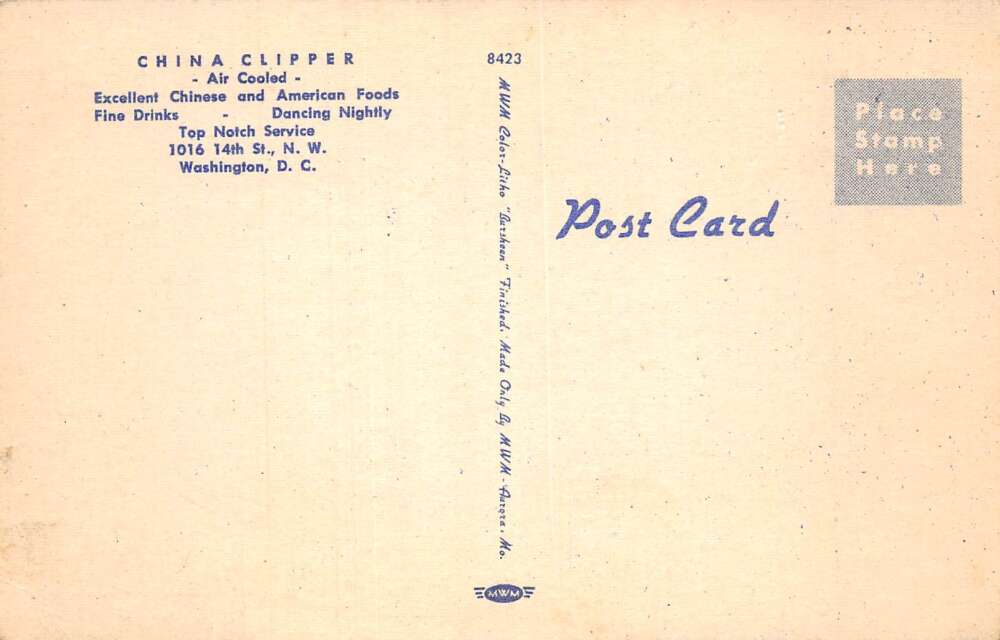 CHINA CLIPPER
- Air Cooled -
Excellent Chinese and American Foods
Fine Drinks - Dancing Nightly
Top Notch Service
1016 14th St., N. W.
Washington, D. C.
8423
MWM Color-Litho "Barsheen" Finished. Made Only By MWM - Aurora, Mo.
MWM
Post Card
Place
Stamp
Here